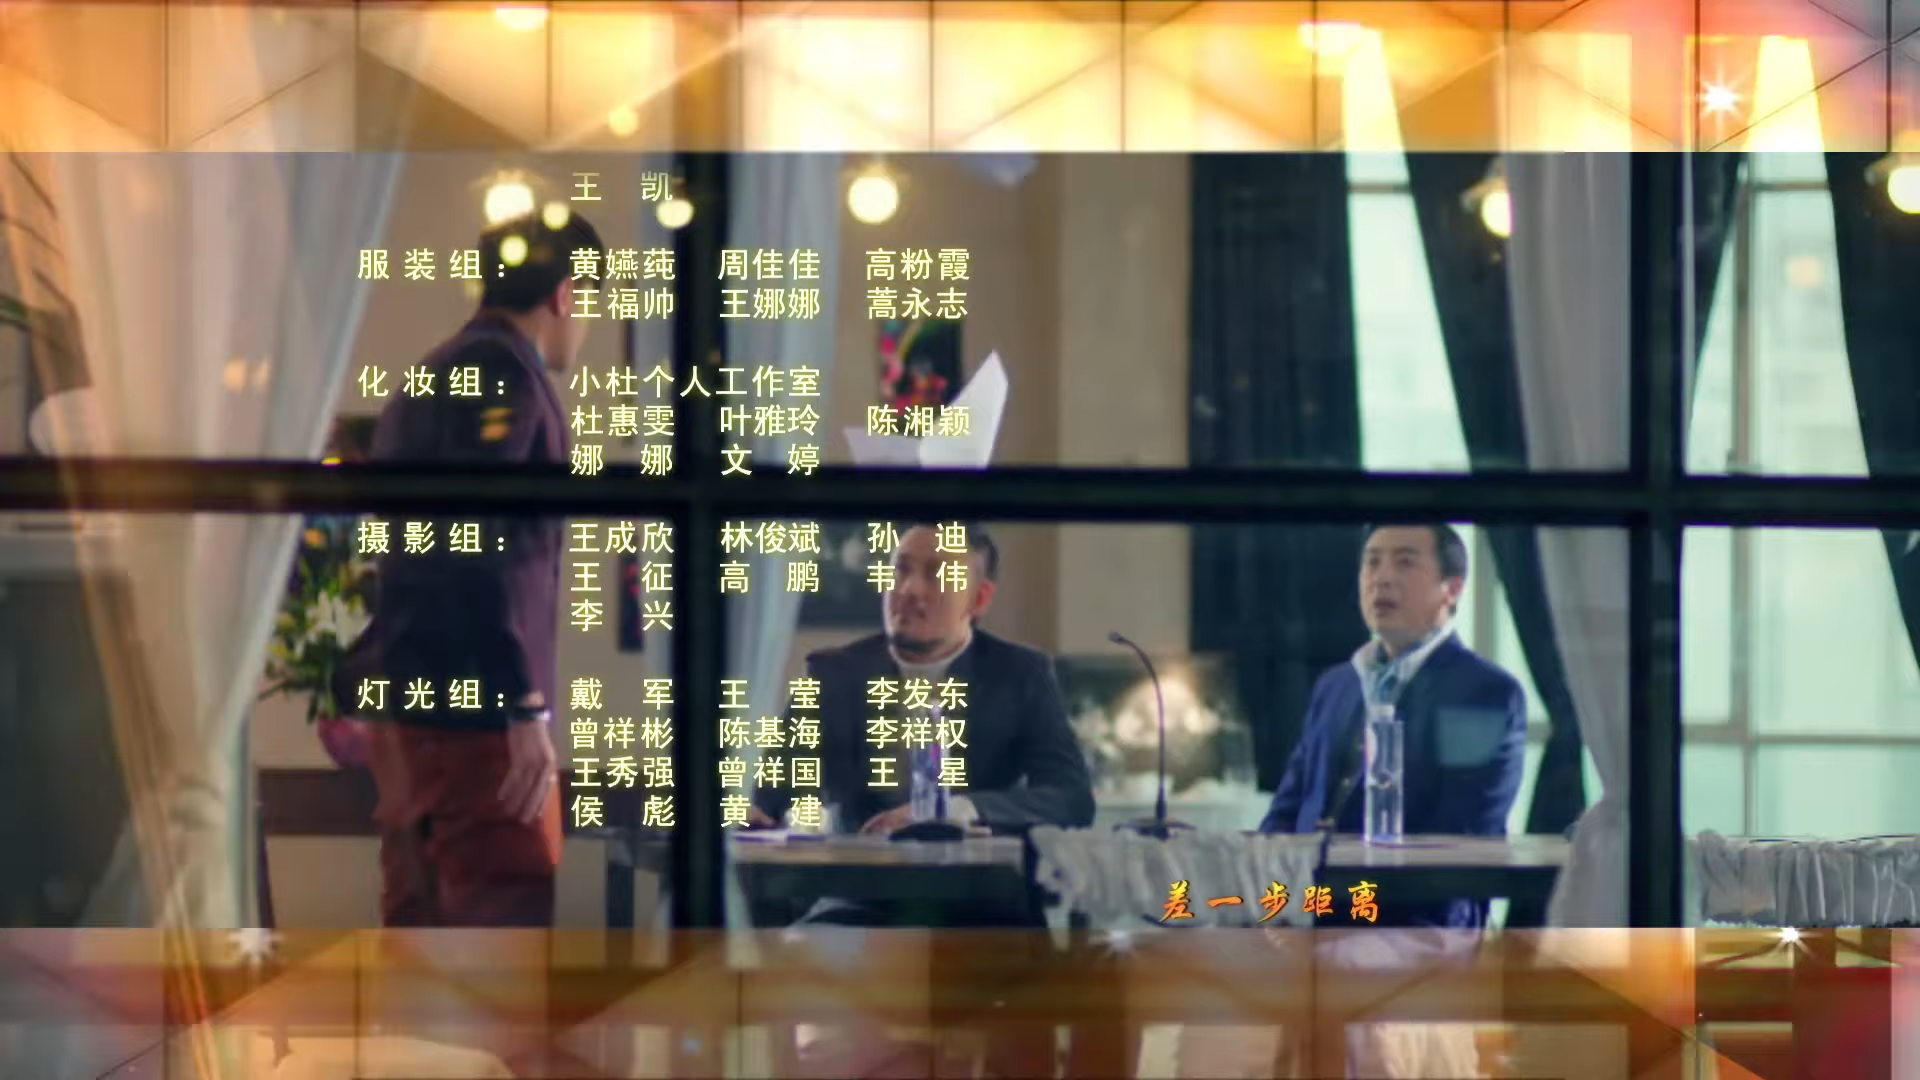 王 凯
服装组： 黄嬿莼 周佳佳 高粉霞
王福帅 王娜娜 蒿永志
化妆组： 小杜个人工作室
杜惠雯 叶雅玲 陈湘颖
娜 娜 文 婷
摄影组： 王成欣 林俊斌 孙 迪
王 征 高 鹏 韦 伟
李 兴
灯光组： 戴 军 王 莹 李发东
曾祥彬 陈基海 李祥权
王秀强 曾祥国 王 星
侯 彪 黄 建
差一步距离